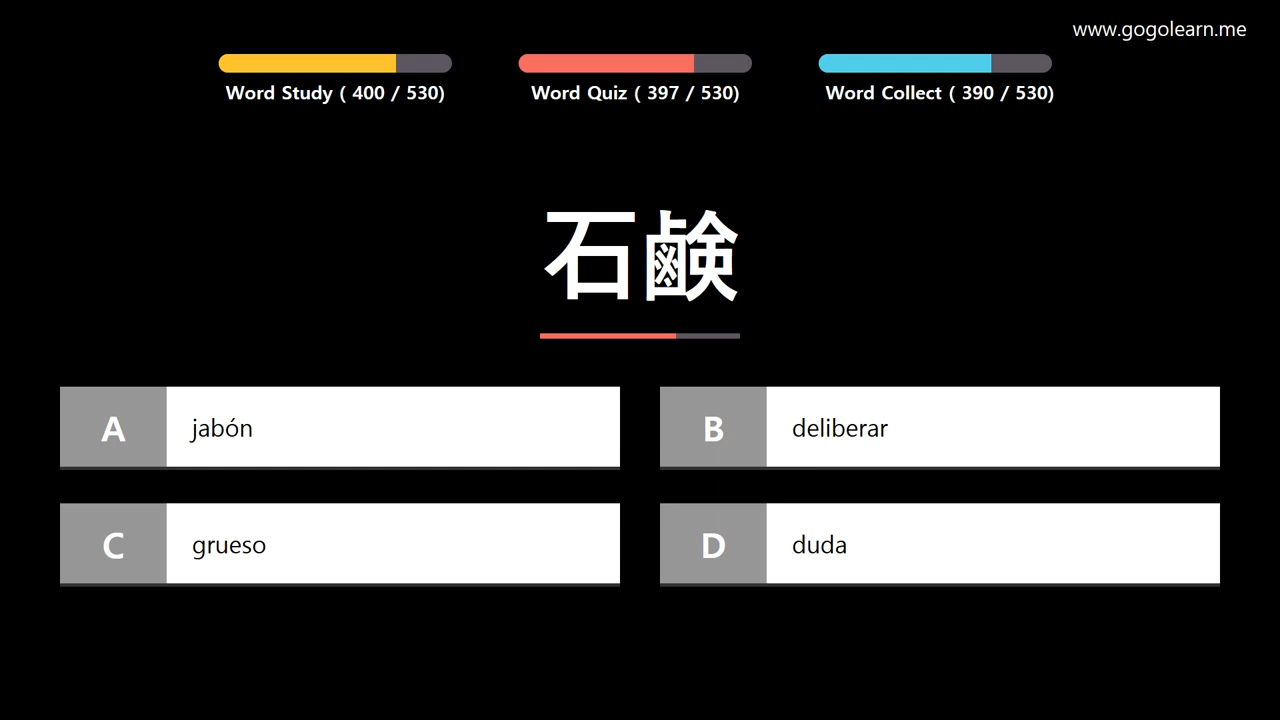 www.gogolearn.me
Word Study ( 400 / 530)
Word Quiz ( 397 / 530)
Word Collect ( 390 / 530)
石鹸
A jabón
B deliberar
C grueso
D duda